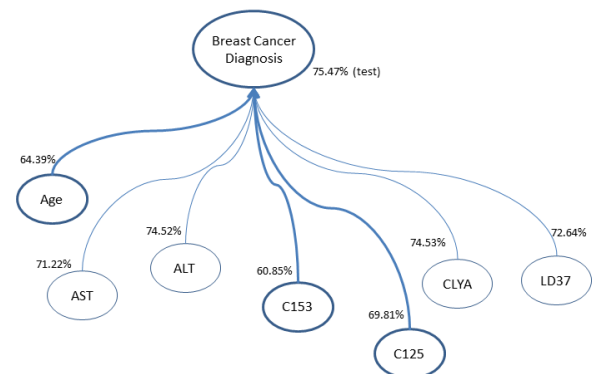 Breast Cancer
Diagnosis
75.47% (test)
64.39%
Age
71.22%
AST
74.52%
ALT
60.85%
C153
69.81%
C125
74.53%
CLYA
72.64%
LD37